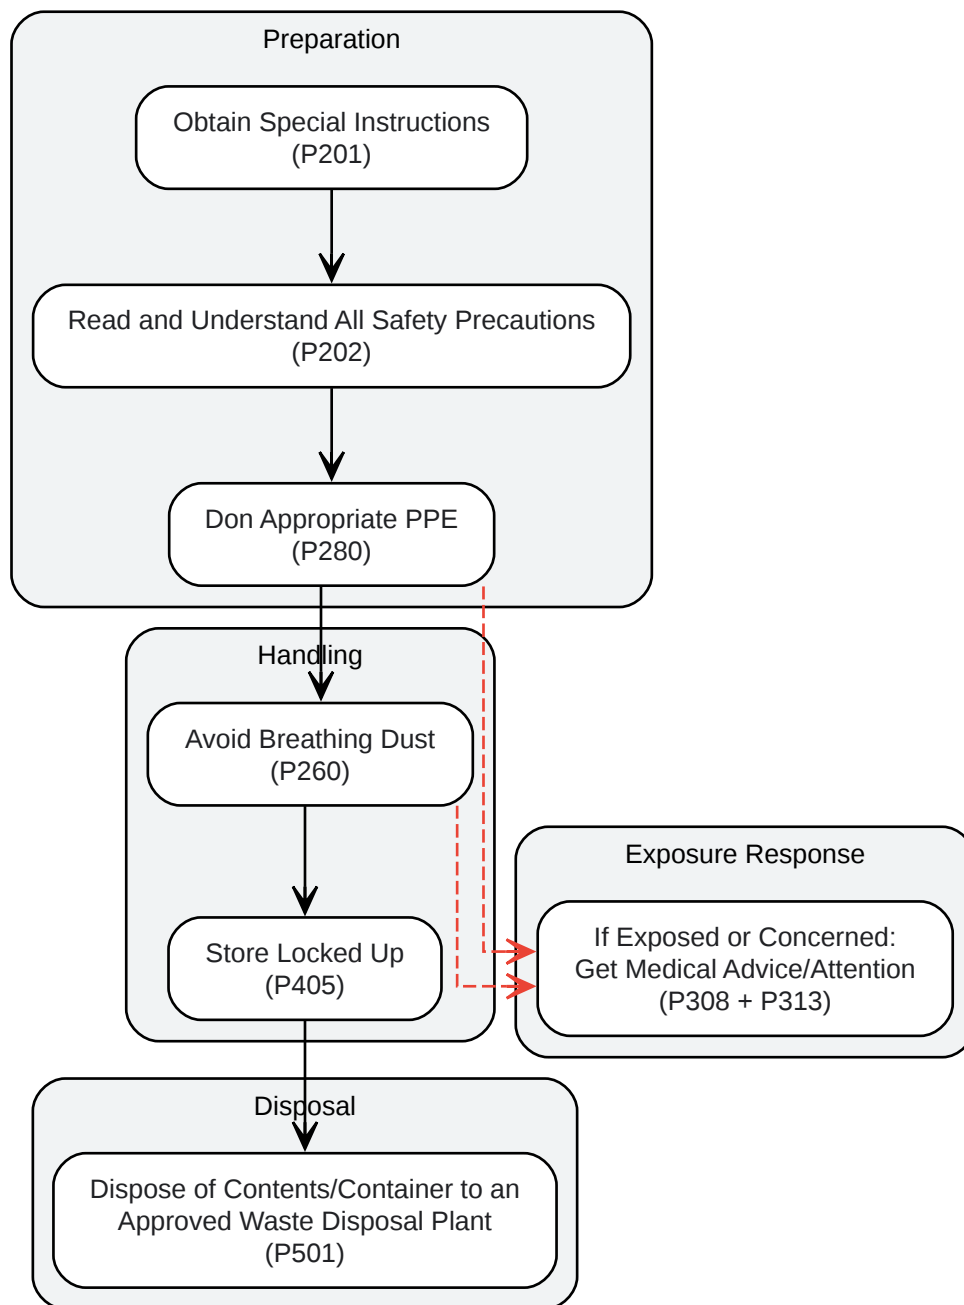 Preparation
Obtain Special Instructions
(P201)
Read and Understand All Safety Precautions
(P202)
Don Appropriate PPE
(P280)
Handling
Avoid Breathing Dust
(P260)
Exposure Response
If Exposed or Concerned:
Get Medical Advice/Attention
(P308 + P313)
Store Locked Up
(P405)
Disposal
Dispose of Contents/Container to an
Approved Waste Disposal Plant
(P501)